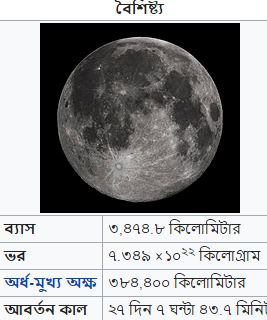 বৈশিষ্ট্য
ব্যাস ৩,৪৭৪.৮ কিলোমিটার
ভর ৭.৩৪৯ ×১০²² কিলোগ্রাম
অর্ধ-মুখ্য অক্ষ ৩৮৪,৪০০ কিলোমিটার
আবর্তন কাল ২৭ দিন ৭ ঘন্টা ৪৩.৭ মিনিট